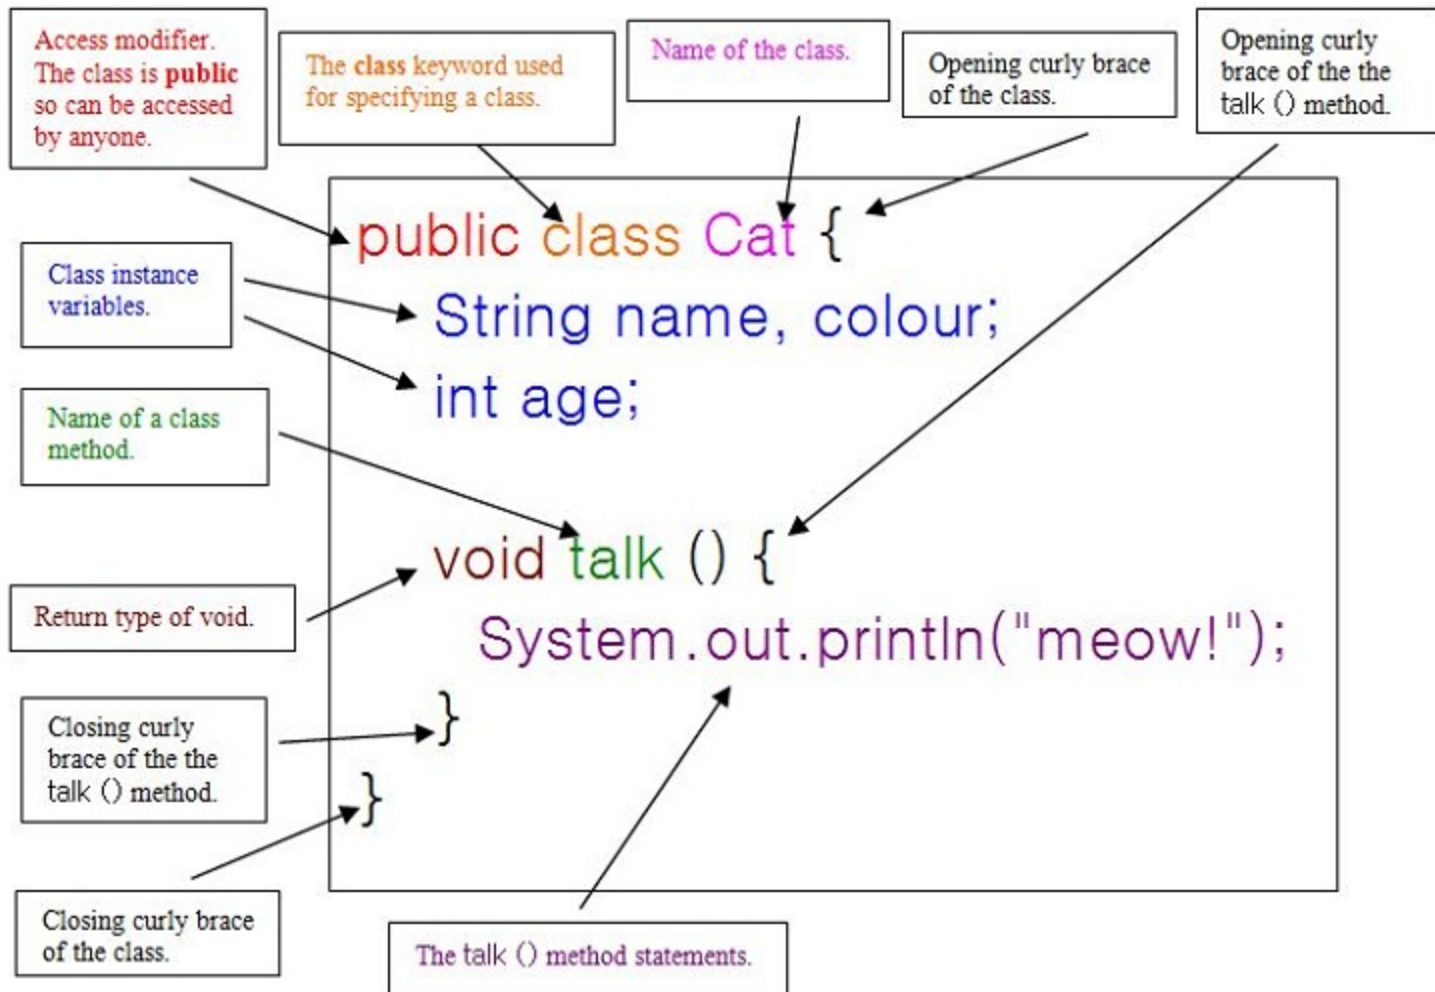 Access modifier.
The class is public
so can be accessed
by anyone.
The class keyword used
for specifying a class.
Name of the class.
Opening curly brace
of the class.
Opening curly
brace of the the
talk () method.
public class Cat {
Class instance
variables.
String name, colour;
int age;
Name of a class
method.
void talk () {
Return type of void.
System.out.println("meow!");
}
Closing curly
brace of the the
talk () method.
}
Closing curly brace
of the class.
The talk () method statements.